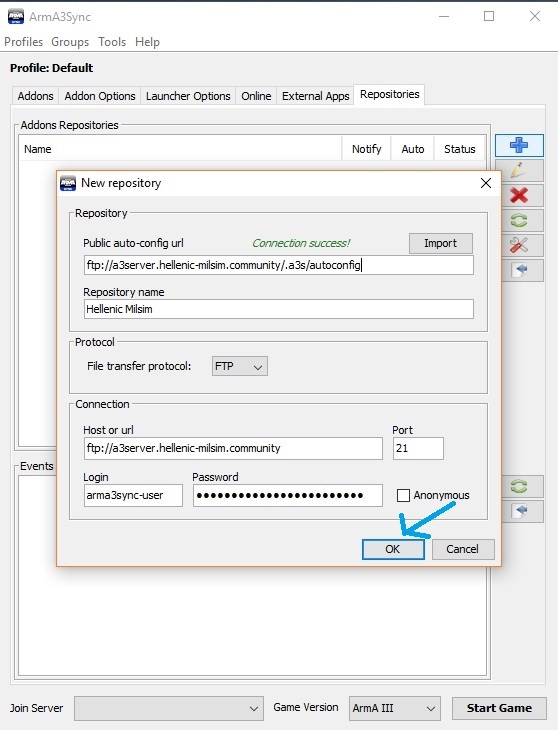 ArmA3Sync
Profiles Groups Tools Help
Profile: Default
Addons Addon Options Launcher Options Online External Apps Repositories
Addons Repositories
Name Notify Auto Status
New repository
Repository
Public auto-config url Connection success! Import
ftp://a3server.hellenic-milsim.community/.a3s/autoconfig
Repository name
Hellenic Milsim
Protocol
File transfer protocol: FTP
Connection
Host or url Port
ftp://a3server.hellenic-milsim.community 21
Login Password
arma3sync-user ●●●●●●●●●●●●●●●●●●●●●●●● Anonymous
Events
OK Cancel
Join Server Game Version ArmA III Start Game